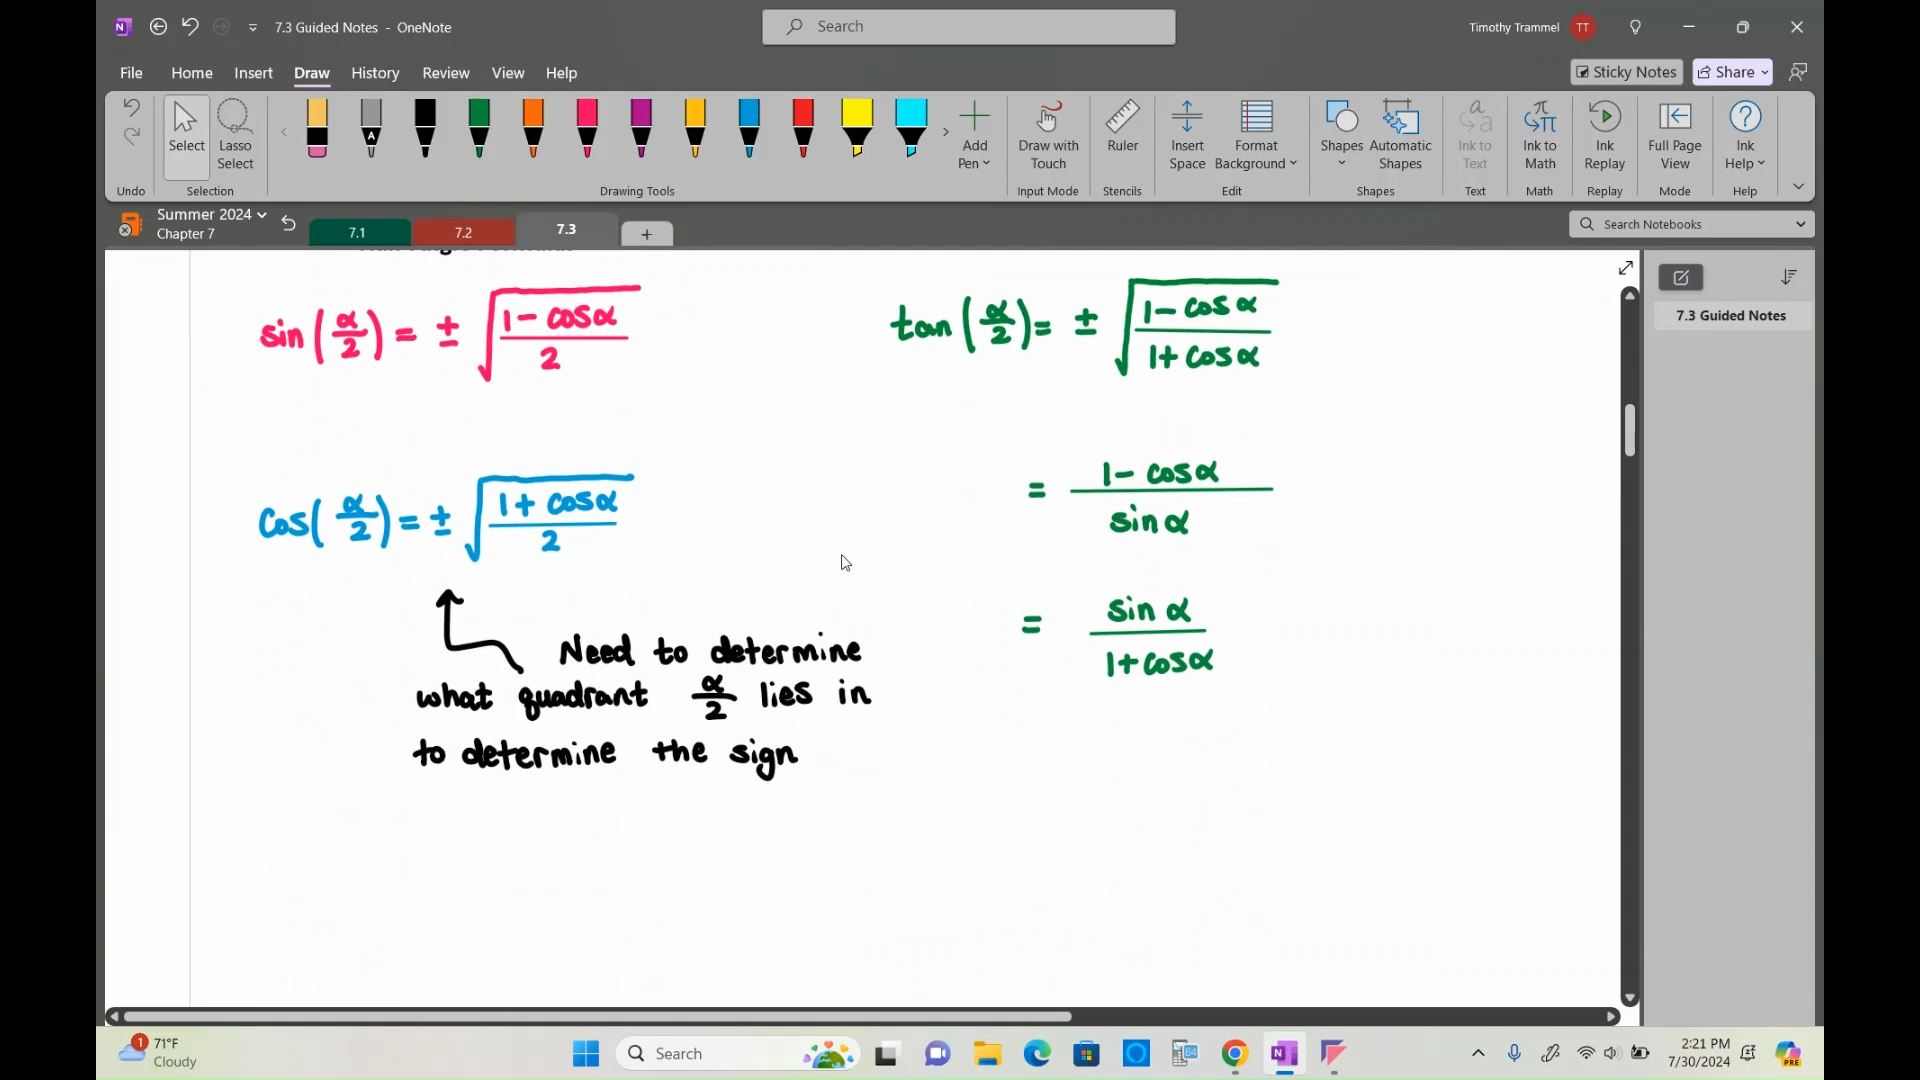 7.3 Guided Notes - OneNote
Search
Timothy Trammel
TT
File Home Insert Draw History Review View Help
Sticky Notes
Share
Undo
Select
Lasso Select
Selection
Drawing Tools
Add Pen
Draw with Touch
Input Mode
Ruler
Stencils
Insert Space
Format Background
Edit
Shapes
Automatic Shapes
Shapes
Ink to Text
Text
Ink to Math
Math
Ink Replay
Replay
Full Page View
Mode
Ink Help
Help
Summer 2024
Chapter 7
7.1
7.2
7.3
Search Notebooks
7.3 Guided Notes
sin(α/2) = ± √((1 - cosα)/2)
tan(α/2) = ± √((1 - cosα)/(1 + cosα))
= (1 - cosα)/(sinα)
cos(α/2) = ± √((1 + cosα)/2)
= (sinα)/(1 + cosα)
Need to determine
what quadrant α/2 lies in
to determine the sign
1
71°F
Cloudy
Search
2:21 PM
7/30/2024
PRE